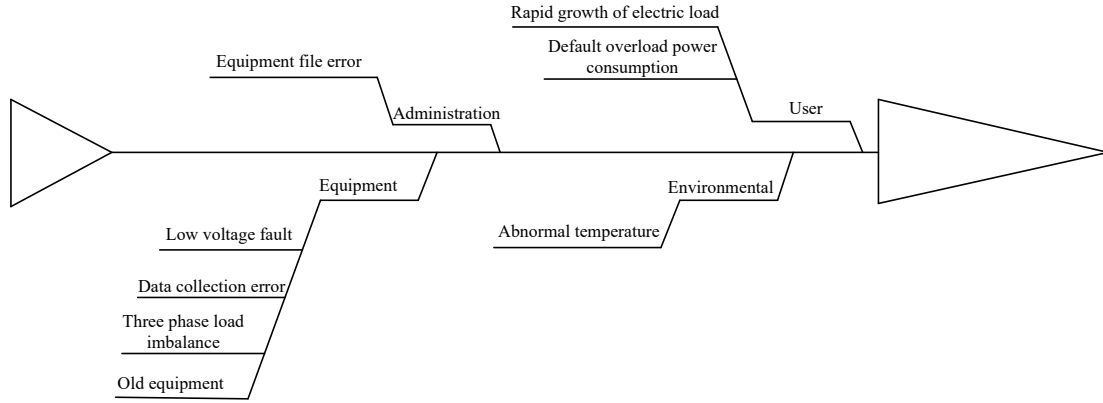 Rapid growth of electric load
Default overload power
consumption
Equipment file error
User
Administration
Equipment
Environmental
Low voltage fault
Abnormal temperature
Data collection error
Three phase load
imbalance
Old equipment